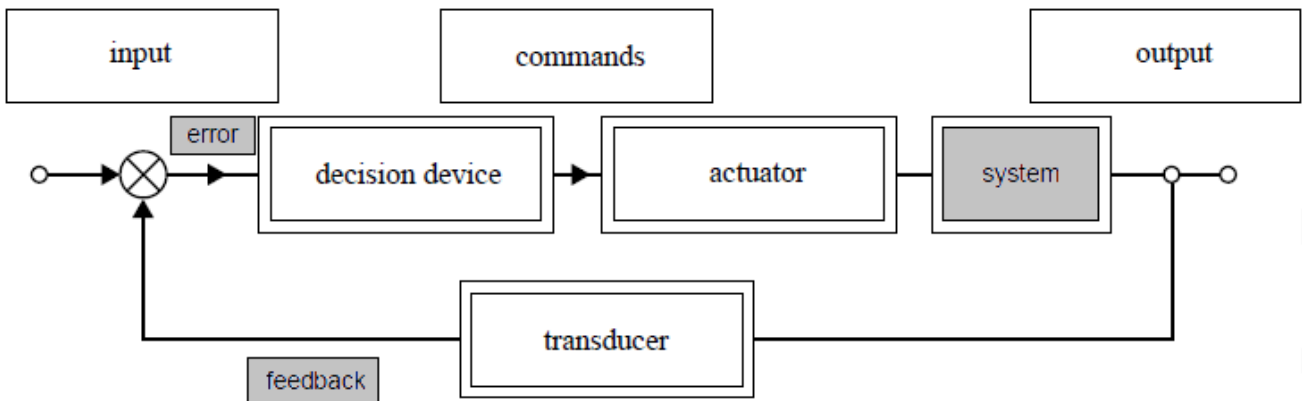 input
commands
output
error
decision device
actuator
system
transducer
feedback